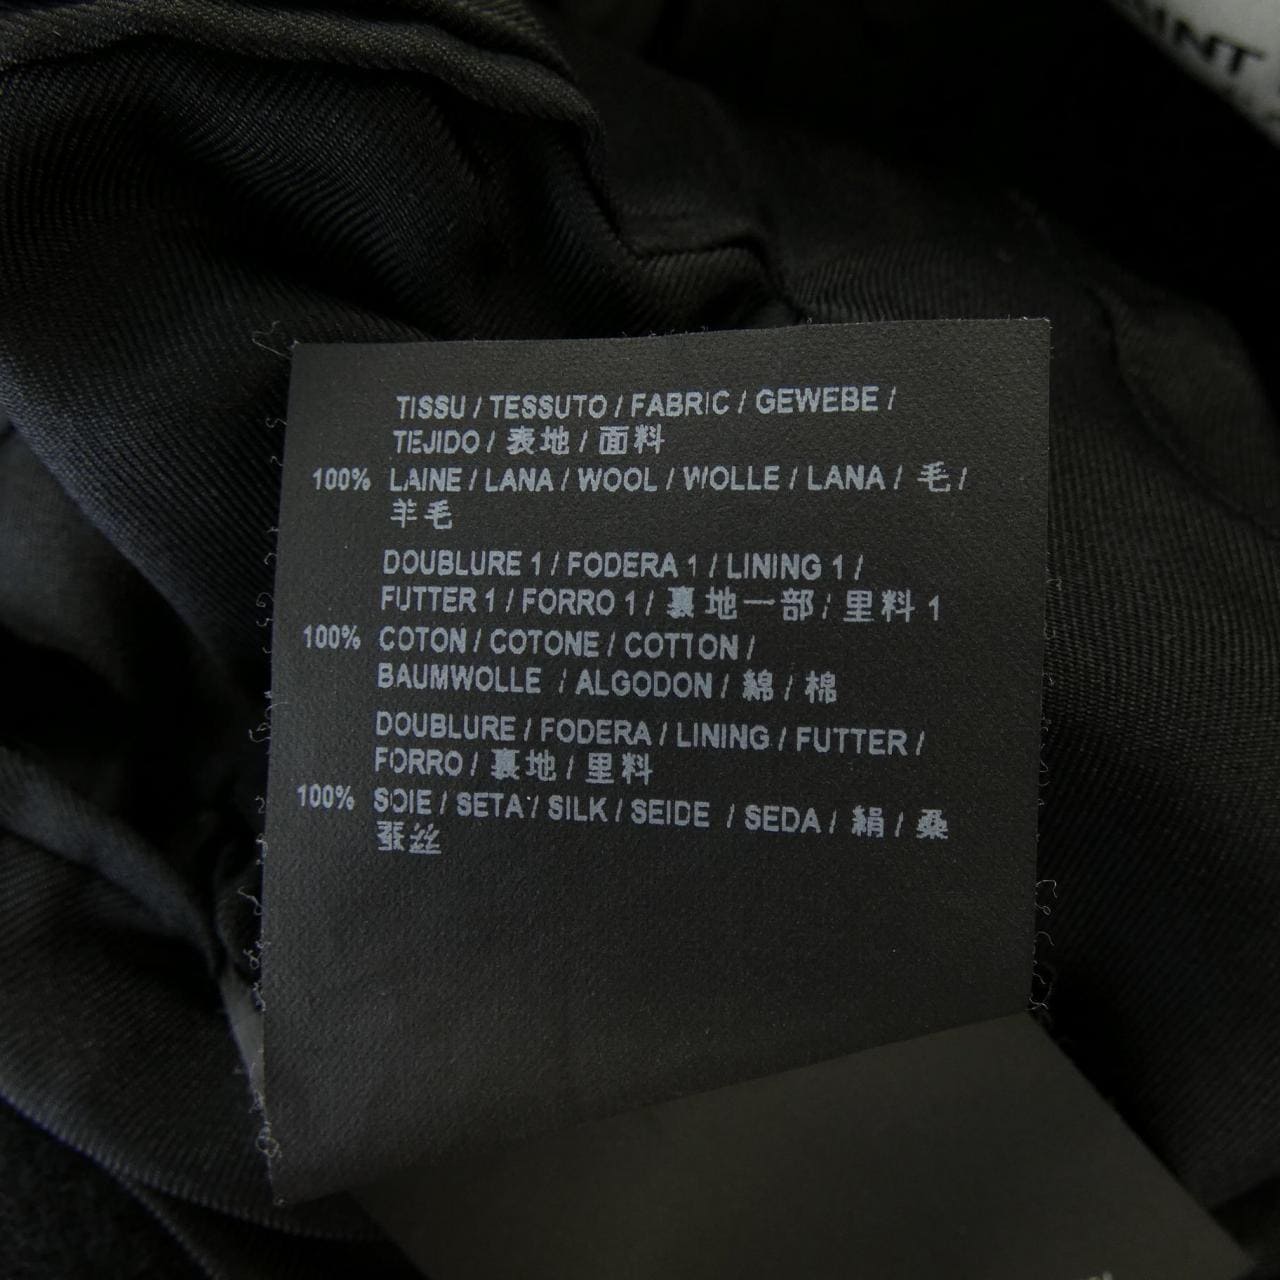 INT
TISSU / TESSUTO / FABRIC / GEWEBE /
TEJIDO / 表地 / 面料
100% LAINE / LANA / WOOL / WOLLE / LANA / 毛 /
羊毛
DOUBLURE 1 / FODERA 1 / LINING 1 /
FUTTER 1 / FORRO 1 / 裏地一部 / 里料 1
100% COTON / COTONE / COTTON /
BAUMWOLLE / ALGODON / 綿 / 棉
DOUBLURE / FODERA / LINING / FUTTER /
FORRO / 裏地 / 里料
100% SOIE / SETA / SILK / SEIDE / SEDA / 絹 / 桑
蚕丝